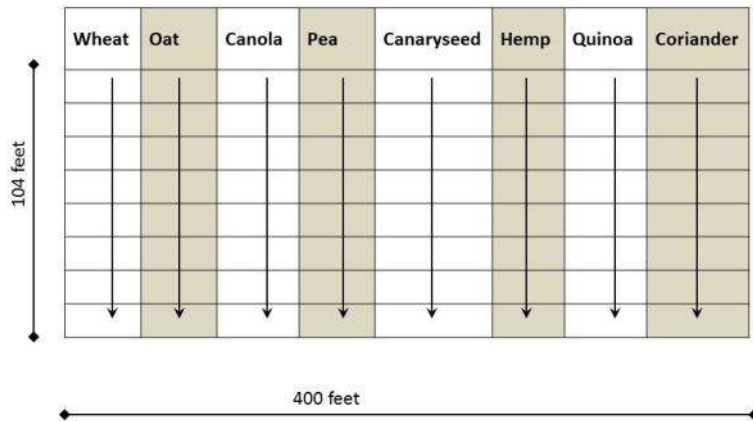 Wheat Oat Canola Pea Canaryseed Hemp Quinoa Coriander
104 feet
400 feet